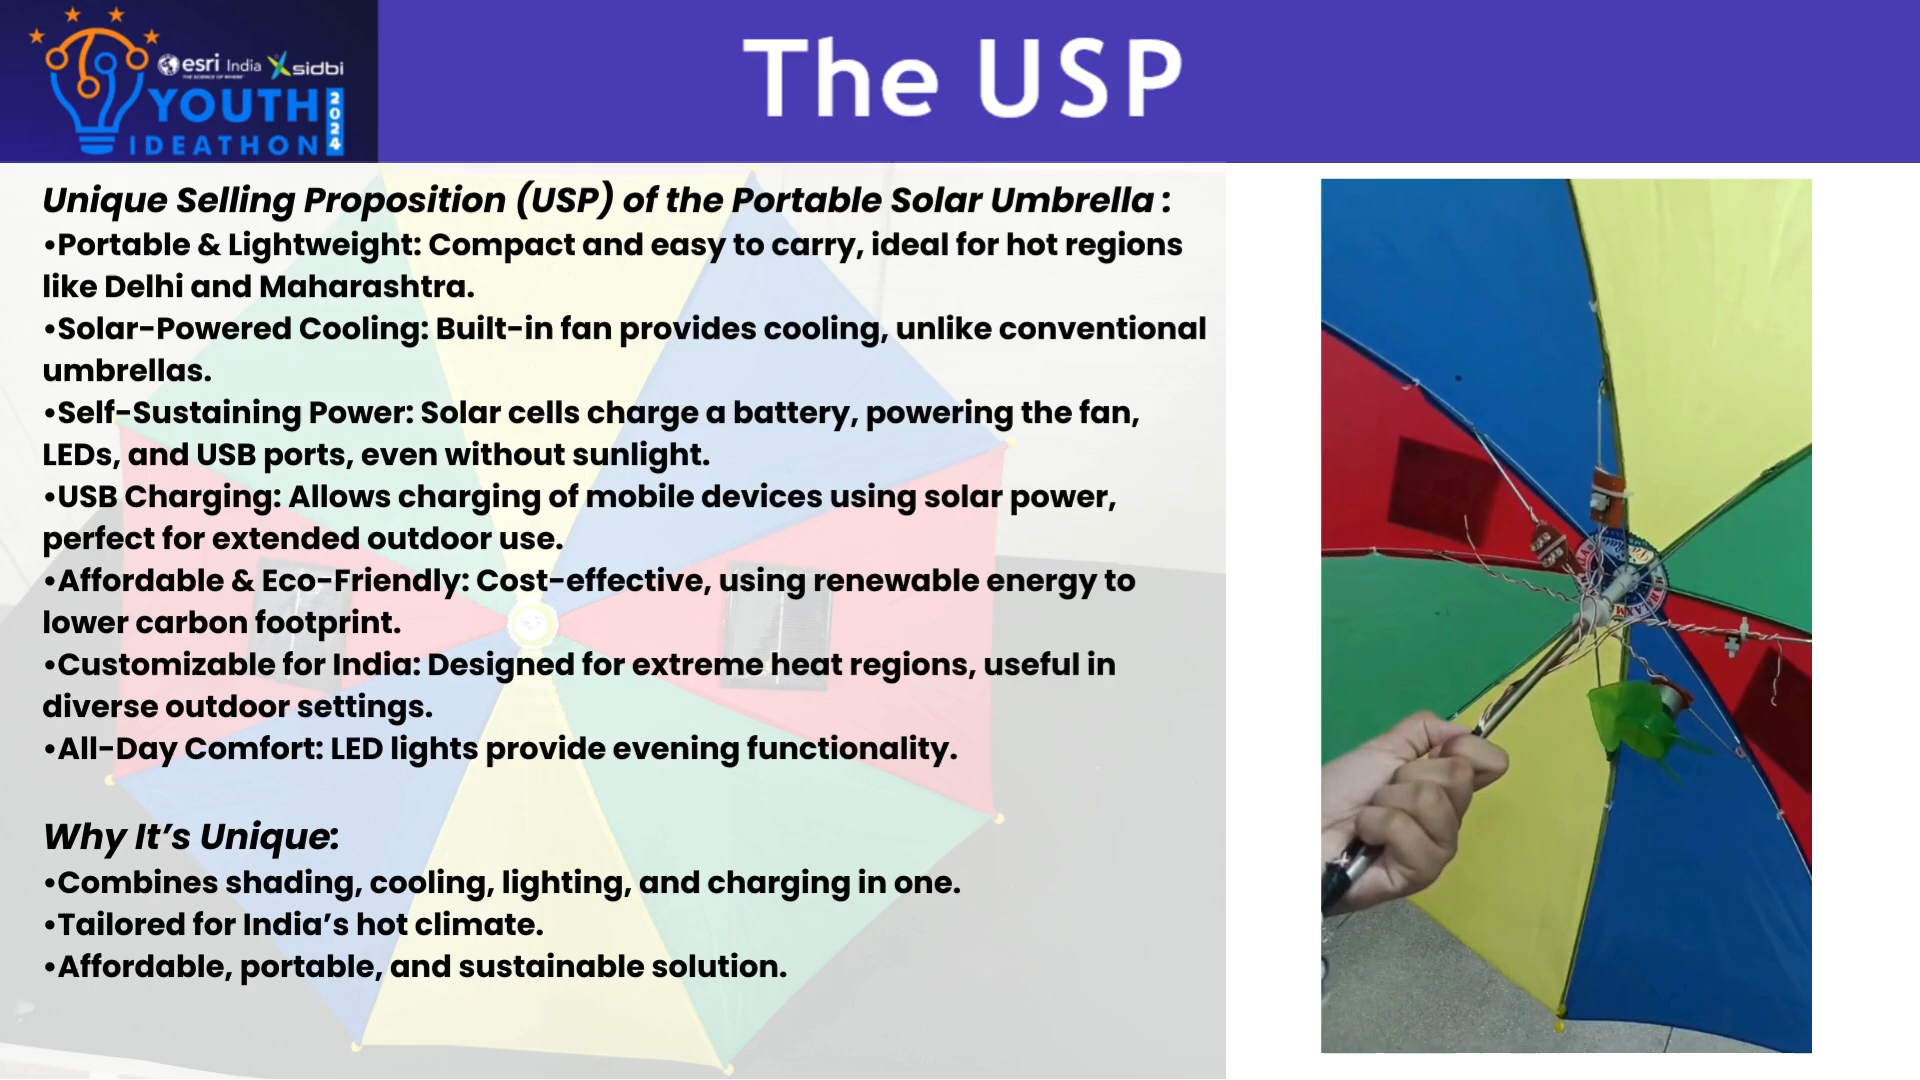 esri India
THE SCIENCE OF WHERE
sidbi
YOUTH
IDEATHON
2024
The USP
Unique Selling Proposition (USP) of the Portable Solar Umbrella :
•Portable & Lightweight: Compact and easy to carry, ideal for hot regions
like Delhi and Maharashtra.
•Solar-Powered Cooling: Built-in fan provides cooling, unlike conventional
umbrellas.
•Self-Sustaining Power: Solar cells charge a battery, powering the fan,
LEDs, and USB ports, even without sunlight.
•USB Charging: Allows charging of mobile devices using solar power,
perfect for extended outdoor use.
•Affordable & Eco-Friendly: Cost-effective, using renewable energy to
lower carbon footprint.
•Customizable for India: Designed for extreme heat regions, useful in
diverse outdoor settings.
•All-Day Comfort: LED lights provide evening functionality.
Why It’s Unique:
•Combines shading, cooling, lighting, and charging in one.
•Tailored for India’s hot climate.
•Affordable, portable, and sustainable solution.